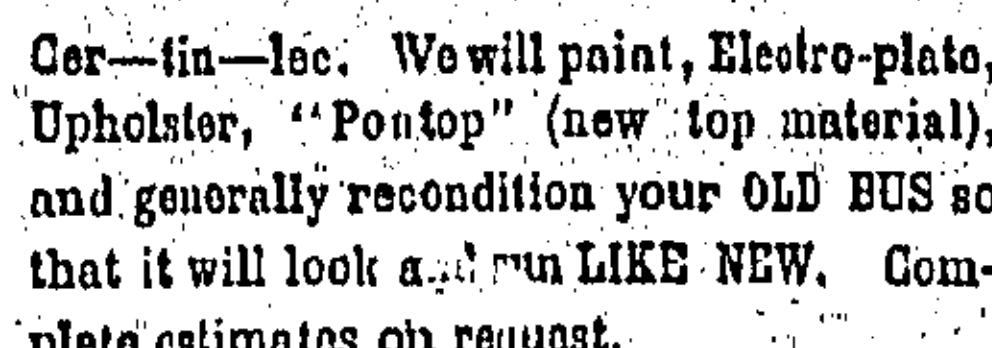 Cer—tin—lec. We will paint, Electro-plate,
Upholster, "Pontop" (new top material),
and generally recondition your OLD BUS so
that it will look and run LIKE NEW. Com-
plete estimates on request.